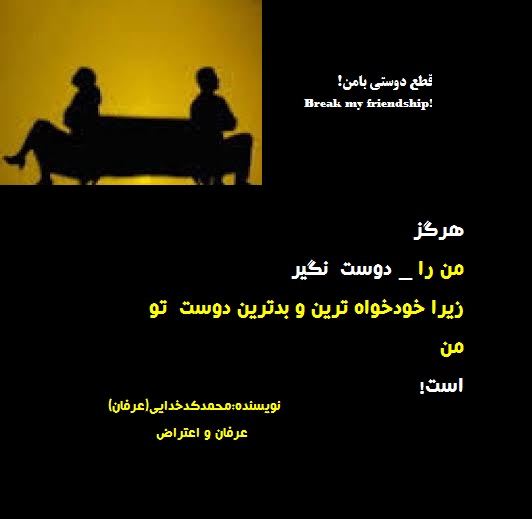 قطع دوستی بامن!
Break my friendship!
هرگز
من را _ دوست نگیر
زیرا خودخواه ترین و بدترین دوست تو
من
است!
نویسنده:محمدکدخدایی(عرفان)
عرفان و اعتراض